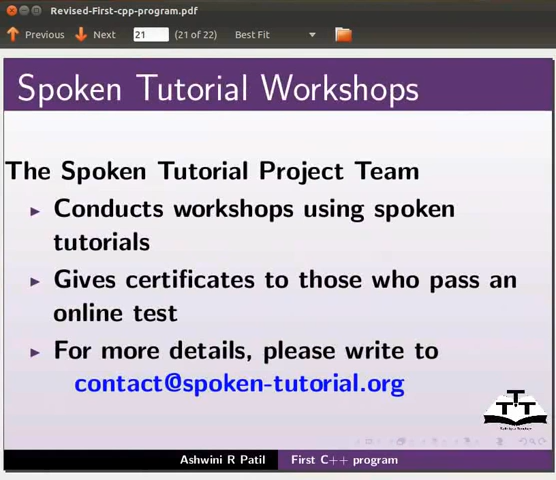 Revised-First-cpp-program.pdf
Previous Next 21 (21 of 22) Best Fit
Spoken Tutorial Workshops
The Spoken Tutorial Project Team
Conducts workshops using spoken
tutorials
Gives certificates to those who pass an
online test
For more details, please write to
contact@spoken-tutorial.org
Ashwini R Patil First C++ program